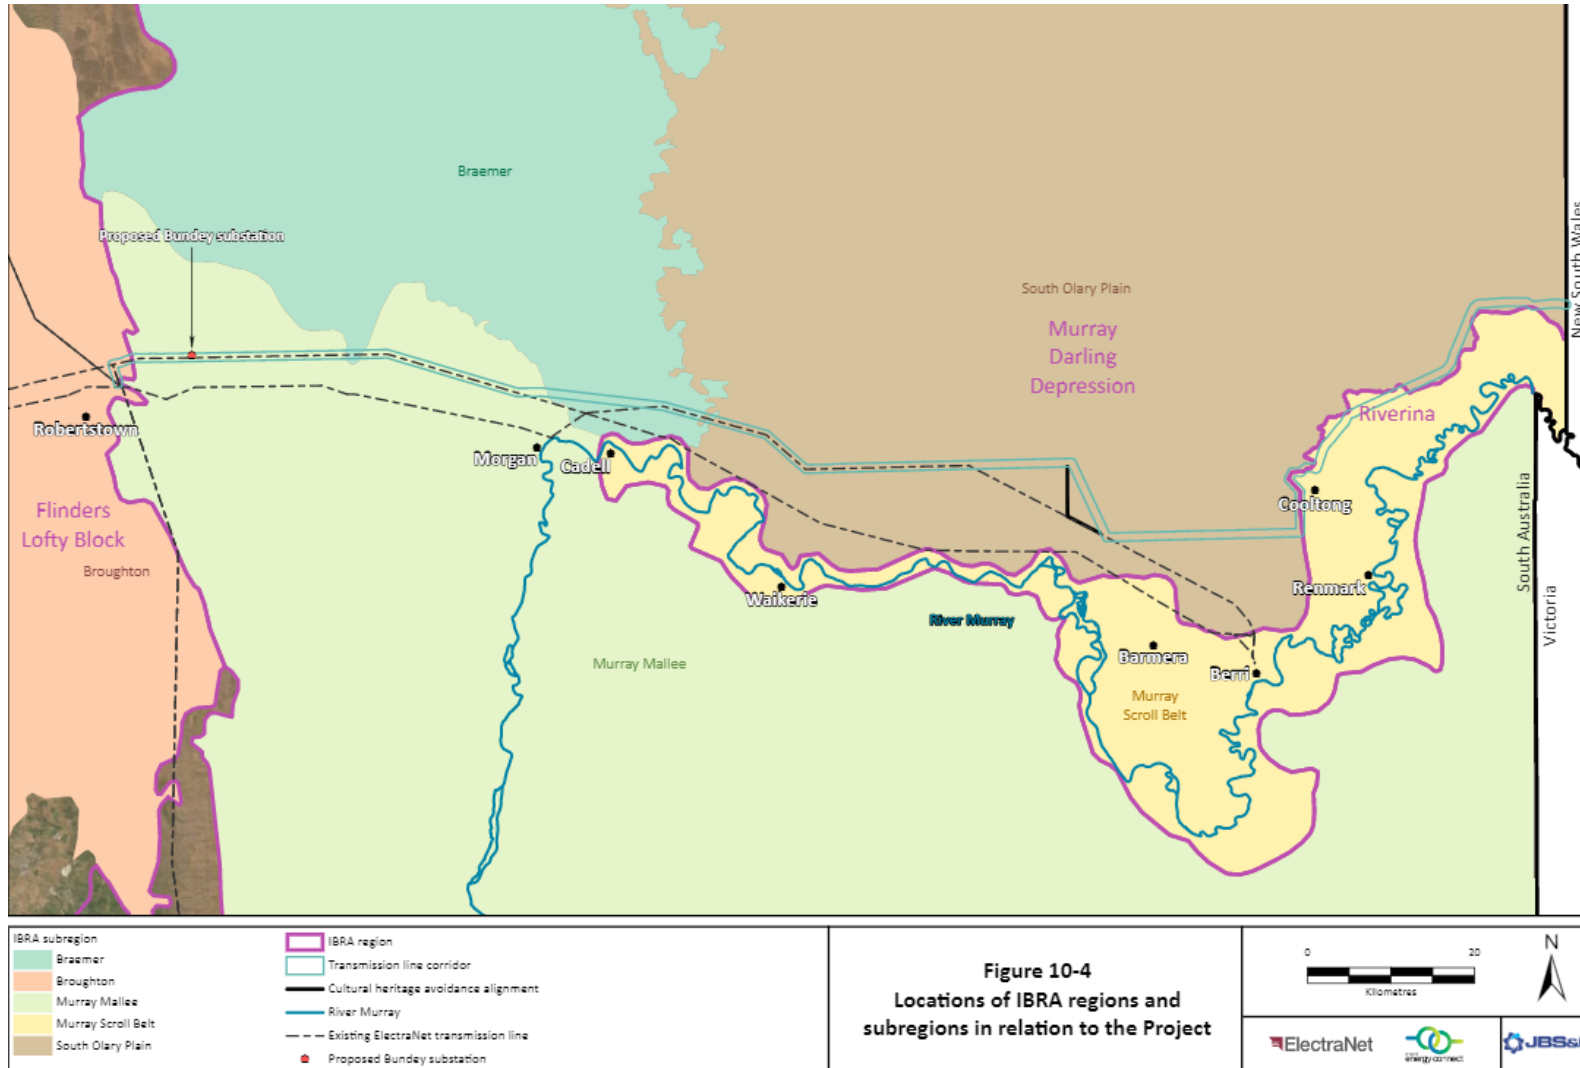 Braemer
Proposed Bundey substation
South Olary Plain
Murray
Darling
Depression
New South Wales
Riverina
Robertstown
Morgan
Cadell
Cooltong
Flinders
Lofty Block
Broughton
South Australia
Victoria
Renmark
Waikerie
River Murray
Murray Mallee
Barmera
Berri
Murray
Scroll Belt
IBRA subregion
Braemer
Broughton
Murray Mallee
Murray Scroll Belt
South Olary Plain
IBRA region
Transmission line corridor
Cultural heritage avoidance alignment
River Murray
Existing ElectraNet transmission line
Proposed Bundey substation
Figure 10-4
Locations of IBRA regions and
subregions in relation to the Project
0 20
Kilometres
N
ElectraNet
energy connect